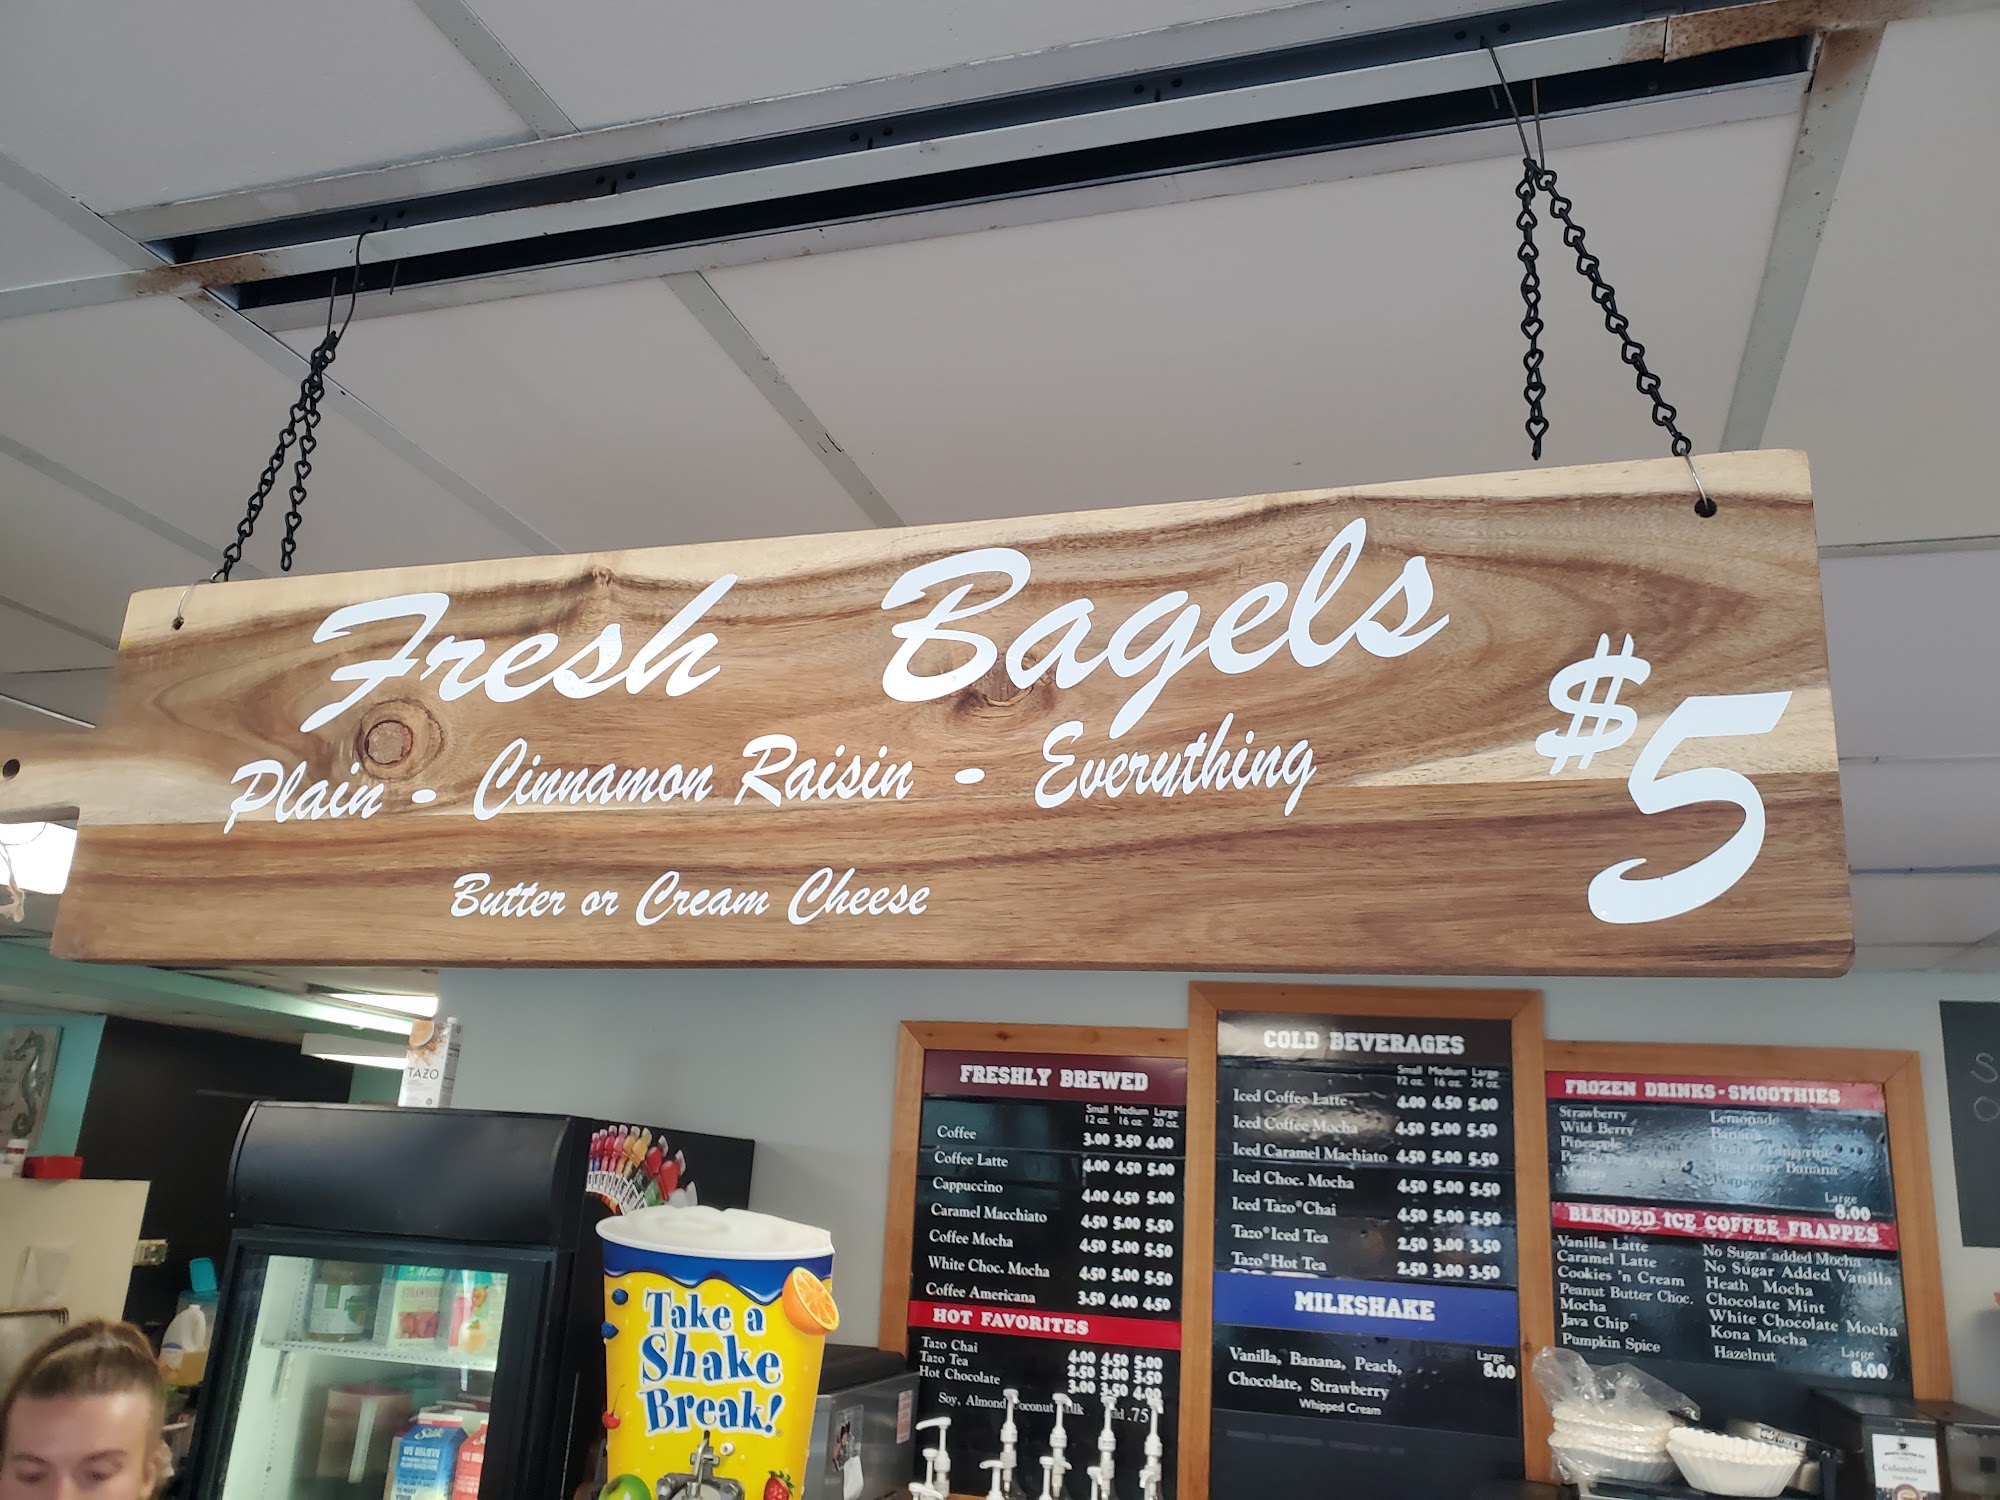 Fresh Bagels
Plain - Cinnamon Raisin - Everything
$5
Butter or Cream Cheese
TAZO
Take a
Shake
Break!
FRESHLY BREWED
Small Medium Large
12 oz. 16 oz. 20 oz.
Coffee 3.00 3.50 4.00
Coffee Latte 4.00 4.50 5.00
Cappuccino 4.00 4.50 5.00
Caramel Macchiato 4.50 5.00 5.50
Coffee Mocha 4.50 5.00 5.50
White Choc. Mocha 4.50 5.00 5.50
Coffee Americana 3.50 4.00 4.50
HOT FAVORITES
Tazo Chai 4.00 4.50 5.00
Tazo Tea 2.50 3.00 3.50
Hot Chocolate 3.00 3.50 4.00
Soy, Almond .75
COLD BEVERAGES
Small Medium Large
12 oz. 16 oz. 24 oz.
Iced Coffee Latte 4.00 4.50 5.00
Iced Coffee Mocha 4.50 5.00 5.50
Iced Caramel Machiato 4.50 5.00 5.50
Iced Choc. Mocha 4.50 5.00 5.50
Iced Tazo® Chai 4.50 5.00 5.50
Tazo® Iced Tea 2.50 3.00 3.50
Tazo® Hot Tea 2.50 3.00 3.50
MILKSHAKE
Vanilla, Banana, Peach,
Chocolate, Strawberry
Large
8.00
Whipped Cream
FROZEN DRINKS - SMOOTHIES
Strawberry
Wild Berry
Pineapple
Mango
Lemonade
Banana
Blueberry Banana
Large
8.00
BLENDED ICE COFFEE FRAPPES
Vanilla Latte
Caramel Latte
Cookies 'n Cream
Peanut Butter Choc.
Mocha
Java Chip
Pumpkin Spice
No Sugar added Mocha
No Sugar Added Vanilla
Heath Mocha
Chocolate Mint
White Chocolate Mocha
Kona Mocha
Hazelnut
Large
8.00
Silk
Colombian